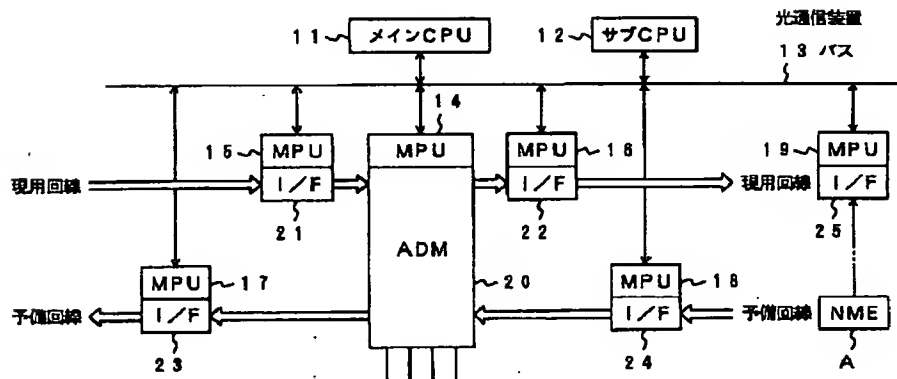 光通信装置
11 メインCPU
12 サブCPU
13 バス
14
15 MPU
MPU
MPU 16
19 MPU
現用回線
I/F
I/F
現用回線
I/F
21
22
25
ADM
MPU 17
20
MPU 18
予備回線
I/F
I/F
予備回線
NME
23
24
A